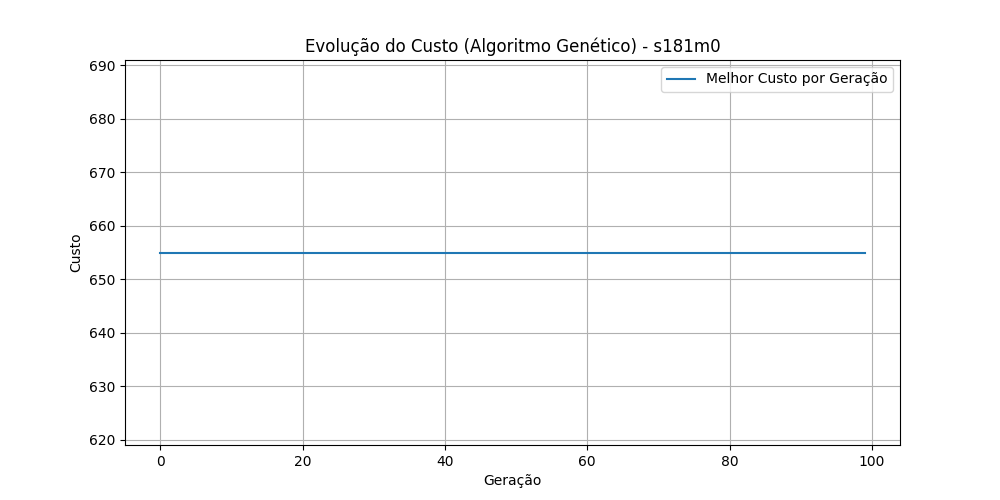 Evolução do Custo (Algoritmo Genético) - s181m0
Melhor Custo por Geração
690
680
670
660
650
640
630
620
Custo
0 20 40 60 80 100
Geração